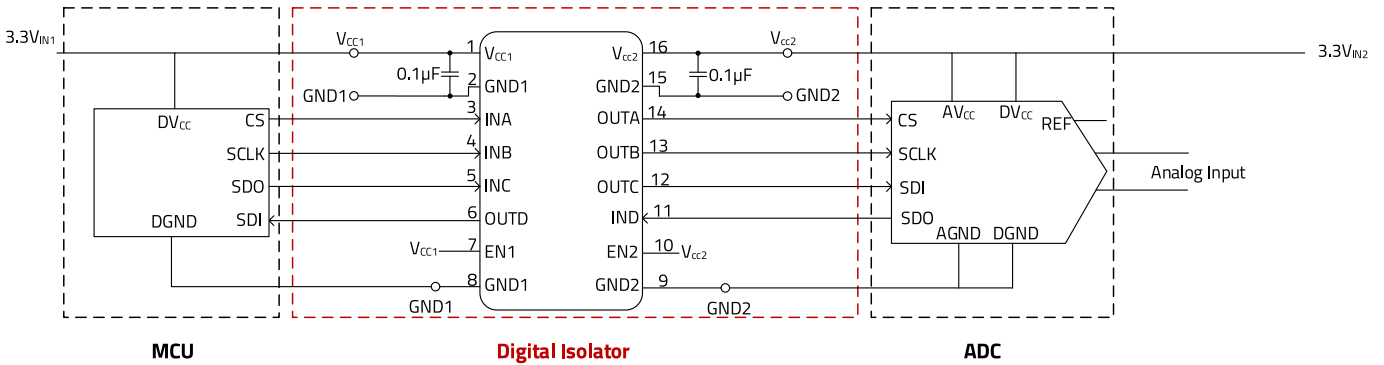 3.3VIN1
VCC1
1
VCC1
Vcc2
16
Vcc2
3.3VIN2
0.1μF
2
GND1
GND2
15
0.1μF
GND1
GND2
DVCC
CS
3
INA
OUTA
14
CS
AVCC
DVCC
REF
SCLK
4
INB
OUTB
13
SCLK
SDO
5
INC
OUTC
12
SDI
Analog Input
DGND
SDI
6
OUTD
IND
11
SDO
VCC1
7
EN1
EN2
10
Vcc2
AGND
DGND
8
GND1
GND2
9
GND1
GND2
MCU
Digital Isolator
ADC